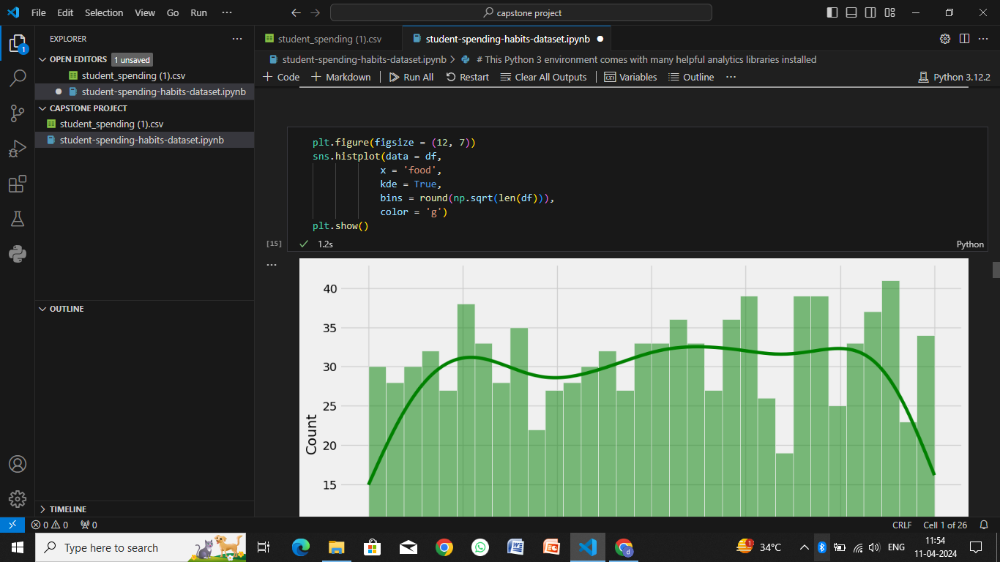 File Edit Selection View Go Run ··· capstone project
EXPLORER ···
OPEN EDITORS 1 unsaved
student_spending (1).csv
student-spending-habits-dataset.ipynb
CAPSTONE PROJECT
student_spending (1).csv
student-spending-habits-dataset.ipynb
OUTLINE
TIMELINE
1
student_spending (1).csv student-spending-habits-dataset.ipynb
student-spending-habits-dataset.ipynb > # This Python 3 environment comes with many helpful analytics libraries installed
+ Code + Markdown Run All Restart Clear All Outputs Variables Outline ··· Python 3.12.2
plt.figure(figsize = (12, 7))
sns.histplot(data = df,
x = 'food',
kde = True,
bins = round(np.sqrt(len(df))),
color = 'g')
plt.show()
[15] 1.2s Python
···
40
35
30
25
20
15
Count
0 0 0 CRLF Cell 1 of 26
Type here to search 1 34°C ENG 11:54
11-04-2024